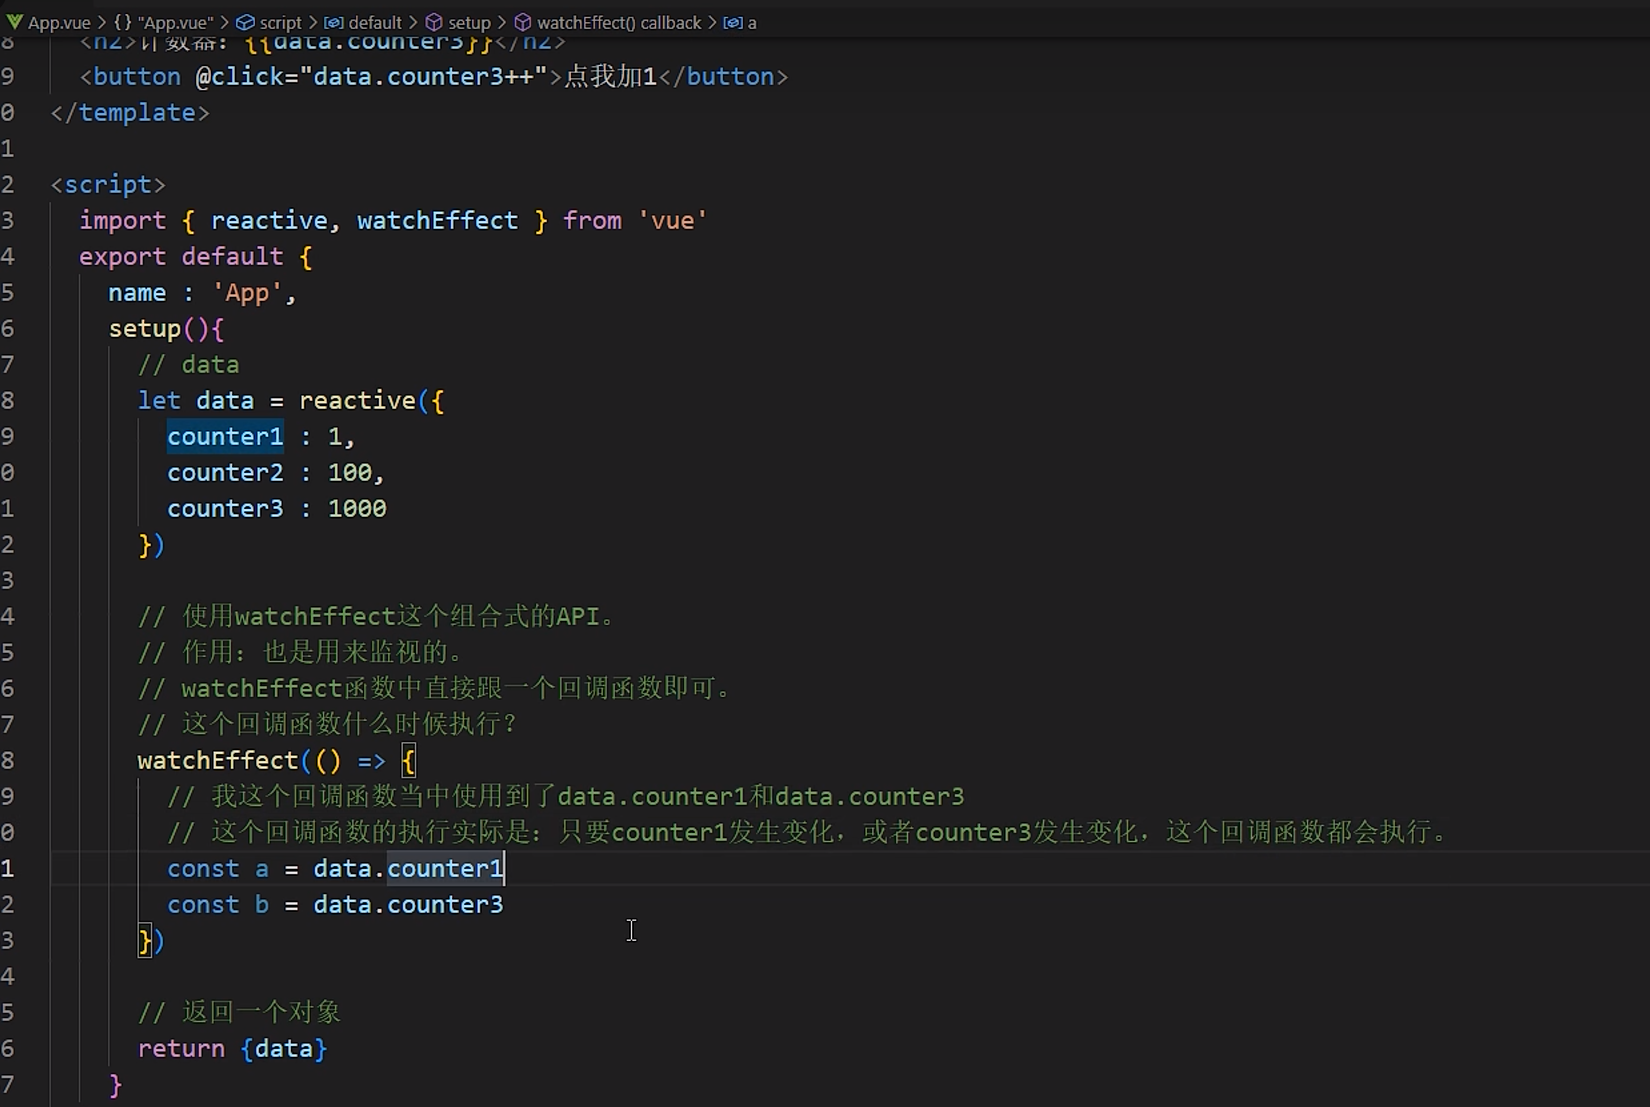 App.vue > {} "App.vue" > script > default > setup > watchEffect() callback > a
8 <h2>计数器：{{data.counter3}}</h2>
9 <button @click="data.counter3++">点我加1</button>
0 </template>
1
2 <script>
3 import { reactive, watchEffect } from 'vue'
4 export default {
5 name : 'App',
6 setup(){
7 // data
8 let data = reactive({
9 counter1 : 1,
0 counter2 : 100,
1 counter3 : 1000
2 })
3
4 // 使用watchEffect这个组合式的API。
5 // 作用：也是用来监视的。
6 // watchEffect函数中直接跟一个回调函数即可。
7 // 这个回调函数什么时候执行？
8 watchEffect(() => {
9 // 我这个回调函数当中使用到了data.counter1和data.counter3
0 // 这个回调函数的执行实际是：只要counter1发生变化，或者counter3发生变化，这个回调函数都会执行。
1 const a = data.counter1
2 const b = data.counter3
3 })
4
5 // 返回一个对象
6 return {data}
7 }